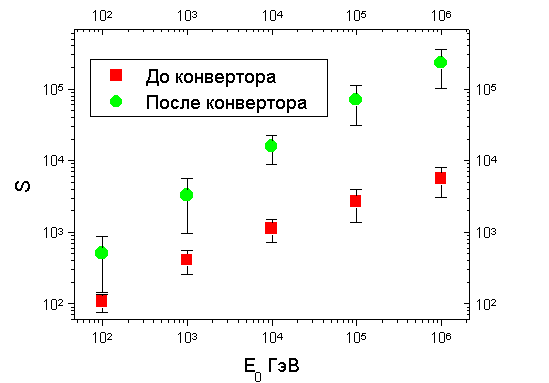 10² 10³ 10⁴ 10⁵ 10⁶
До конвертора
После конвертора
10⁵ 10⁵
10⁴ 10⁴
S
10³ 10³
10² 10²
10² 10³ 10⁴ 10⁵ 10⁶
E₀ ГэВ